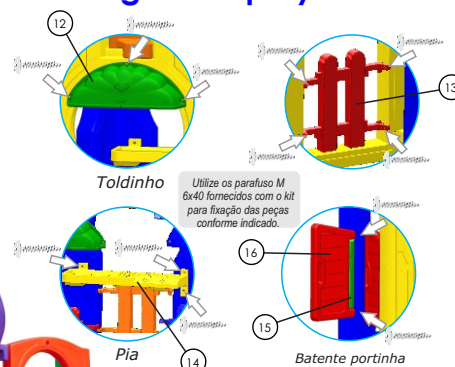 12
13
Toldinho
Utilize os parafuso M
6x40 fornecidos com o kit
para fixação das peças
conforme indicado.
16
15
14
Pia
Batente portinha